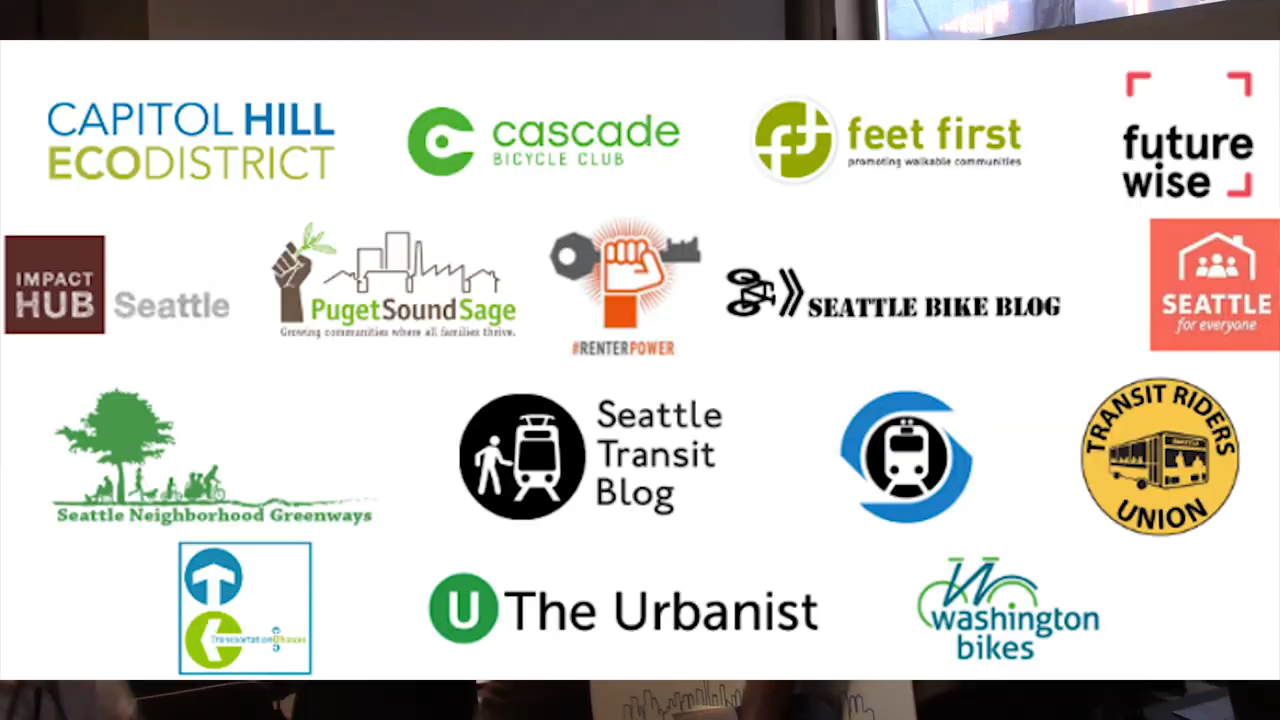 CAPITOL HILL
ECODISTRICT
cascade
BICYCLE CLUB
feet first
promoting walkable communities
future
wise
IMPACT
HUB Seattle
PugetSoundSage
Growing communities where all families thrive.
#RENTERPOWER
SEATTLE BIKE BLOG
SEATTLE
for everyone
Seattle Neighborhood Greenways
Seattle
Transit
Blog
TRANSIT RIDERS
UNION
U The Urbanist
washington
bikes